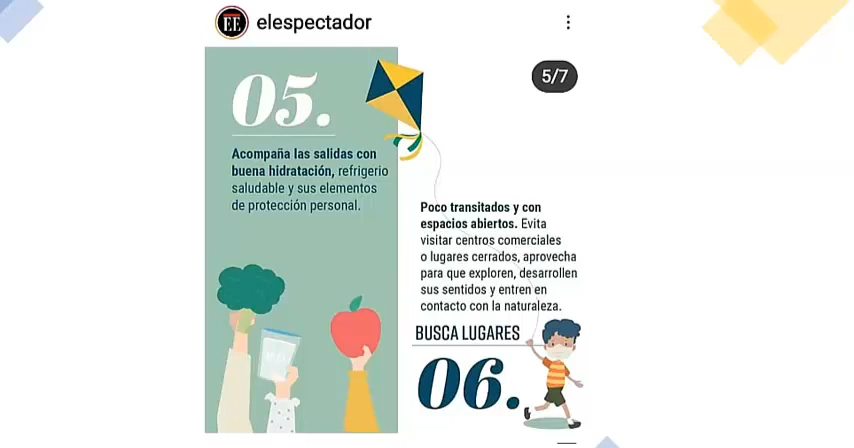 EE elespectador
5/7
05.
Acompaña las salidas con
buena hidratación, refrigerio
saludable y sus elementos
de protección personal.
Poco transitados y con
espacios abiertos. Evita
visitar centros comerciales
o lugares cerrados, aprovecha
para que exploren, desarrollen
sus sentidos y entren en
contacto con la naturaleza.
BUSCA LUGARES
06.